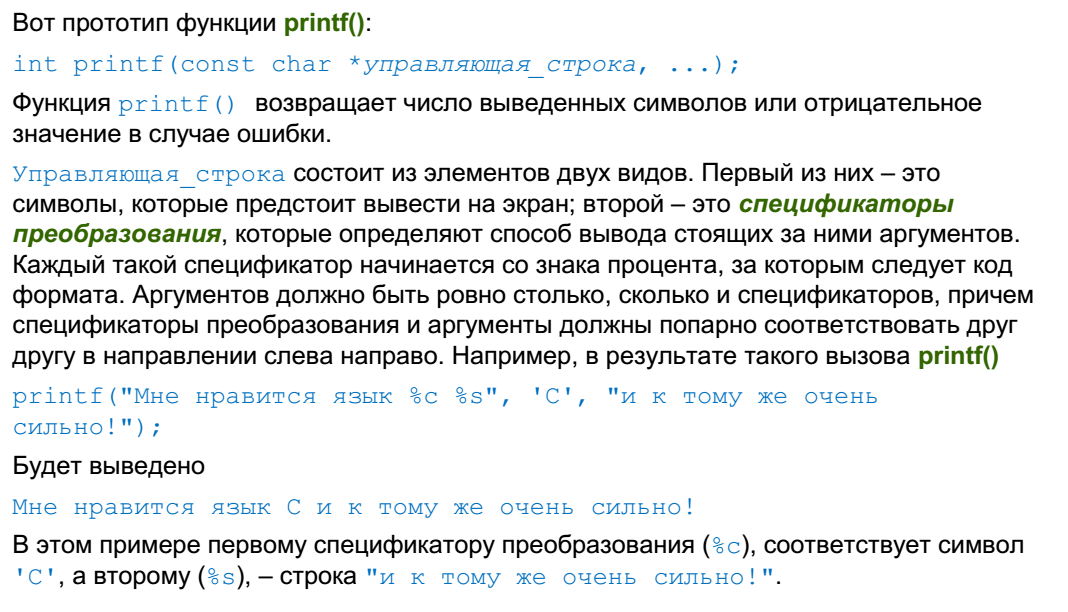 Вот прототип функции printf():
int printf(const char *управляющая_строка, ...);
Функция printf() возвращает число выведенных символов или отрицательное
значение в случае ошибки.
Управляющая_строка состоит из элементов двух видов. Первый из них – это
символы, которые предстоит вывести на экран; второй – это спецификаторы
преобразования, которые определяют способ вывода стоящих за ними аргументов.
Каждый такой спецификатор начинается со знака процента, за которым следует код
формата. Аргументов должно быть ровно столько, сколько и спецификаторов, причем
спецификаторы преобразования и аргументы должны попарно соответствовать друг
другу в направлении слева направо. Например, в результате такого вызова printf()
printf("Мне нравится язык %c %s", 'C', "и к тому же очень
сильно!");
Будет выведено
Мне нравится язык C и к тому же очень сильно!
В этом примере первому спецификатору преобразования (%c), соответствует символ
'C', а второму (%s), – строка "и к тому же очень сильно!".